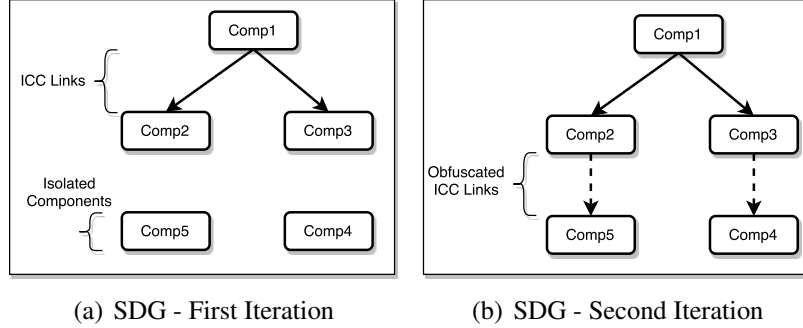 Comp1
ICC Links
Comp2
Comp3
Isolated
Components
Comp5
Comp4
(a) SDG - First Iteration
Comp1
Comp2
Comp3
Obfuscated
ICC Links
Comp5
Comp4
(b) SDG - Second Iteration